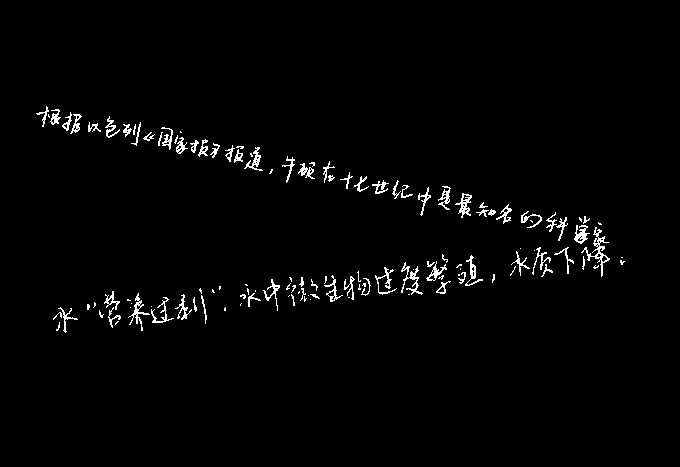 根据以色列《国家报》报道,牛顿在十七世纪中是最知名的科学家
水“营养过剩”,水中微生物过度繁殖,水质下降。